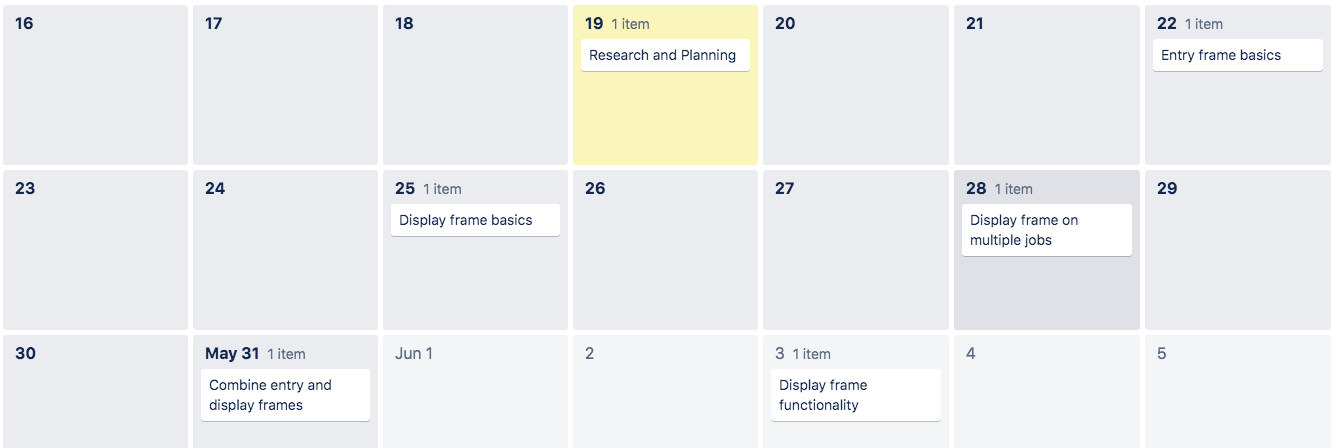 16
17
18
19 1 item
Research and Planning
20
21
22 1 item
Entry frame basics
23
24
25 1 item
Display frame basics
26
27
28 1 item
Display frame on
multiple jobs
29
30
May 31 1 item
Combine entry and
display frames
Jun 1
2
3 1 item
Display frame
functionality
4
5